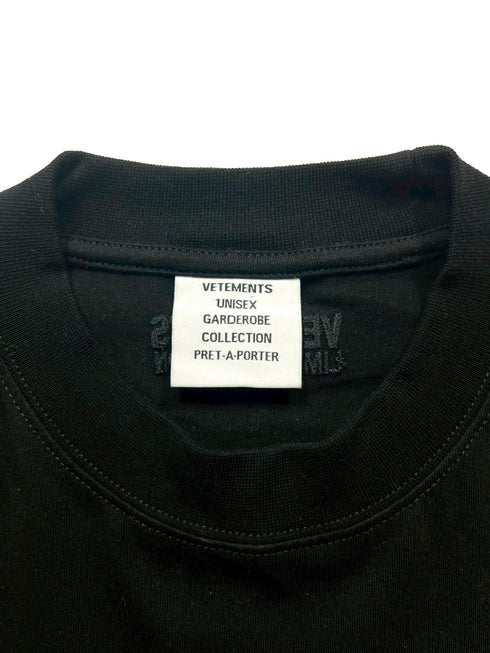 VETEMENTS
UNISEX
GARDEROBE
COLLECTION
PRET-A-PORTER